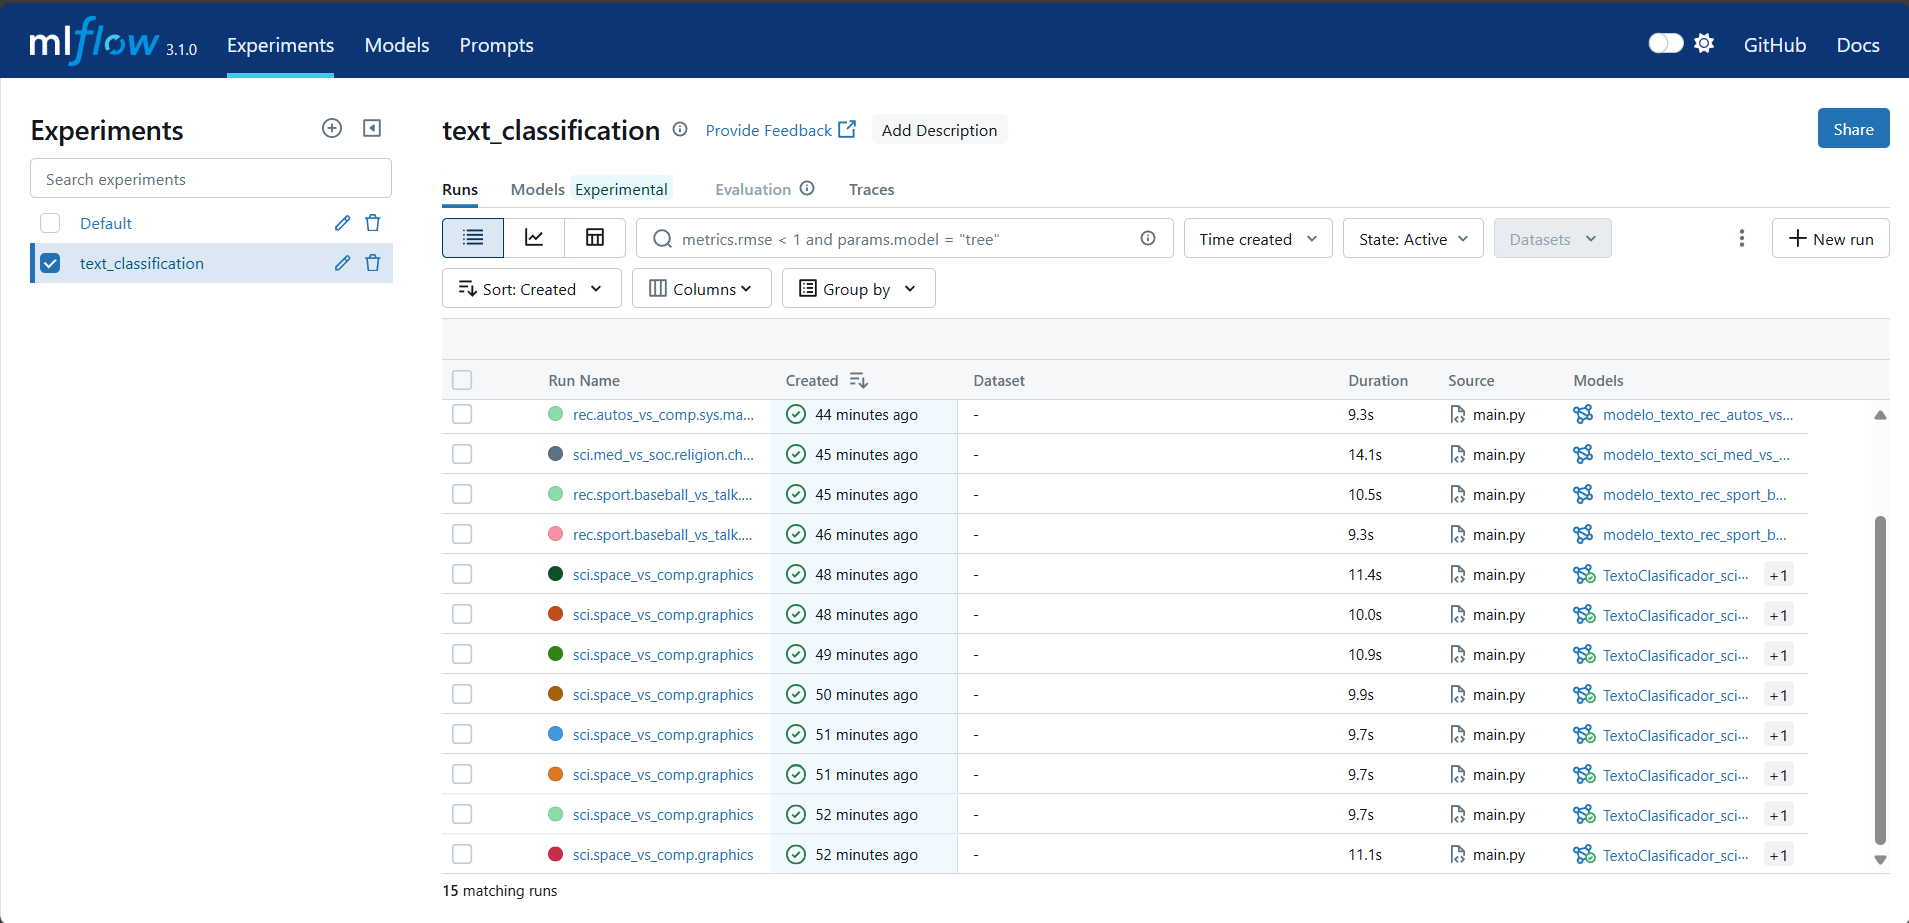 mlflow 3.1.0 Experiments Models Prompts GitHub Docs
Experiments
Search experiments
Default
text_classification
text_classification Provide Feedback Add Description Share
Runs Models Experimental Evaluation Traces
metrics.rmse < 1 and params.model = "tree" Time created State: Active Datasets + New run
Sort: Created Columns Group by
Run Name Created Dataset Duration Source Models
rec.autos_vs_comp.sys.ma... 44 minutes ago - 9.3s main.py modelo_texto_rec_autos_vs...
sci.med_vs_soc.religion.ch... 45 minutes ago - 14.1s main.py modelo_texto_sci_med_vs_...
rec.sport.baseball_vs_talk.... 45 minutes ago - 10.5s main.py modelo_texto_rec_sport_b...
rec.sport.baseball_vs_talk.... 46 minutes ago - 9.3s main.py modelo_texto_rec_sport_b...
sci.space_vs_comp.graphics 48 minutes ago - 11.4s main.py TextoClasificador_sci... +1
sci.space_vs_comp.graphics 48 minutes ago - 10.0s main.py TextoClasificador_sci... +1
sci.space_vs_comp.graphics 49 minutes ago - 10.9s main.py TextoClasificador_sci... +1
sci.space_vs_comp.graphics 50 minutes ago - 9.9s main.py TextoClasificador_sci... +1
sci.space_vs_comp.graphics 51 minutes ago - 9.7s main.py TextoClasificador_sci... +1
sci.space_vs_comp.graphics 51 minutes ago - 9.7s main.py TextoClasificador_sci... +1
sci.space_vs_comp.graphics 52 minutes ago - 9.7s main.py TextoClasificador_sci... +1
sci.space_vs_comp.graphics 52 minutes ago - 11.1s main.py TextoClasificador_sci... +1
15 matching runs